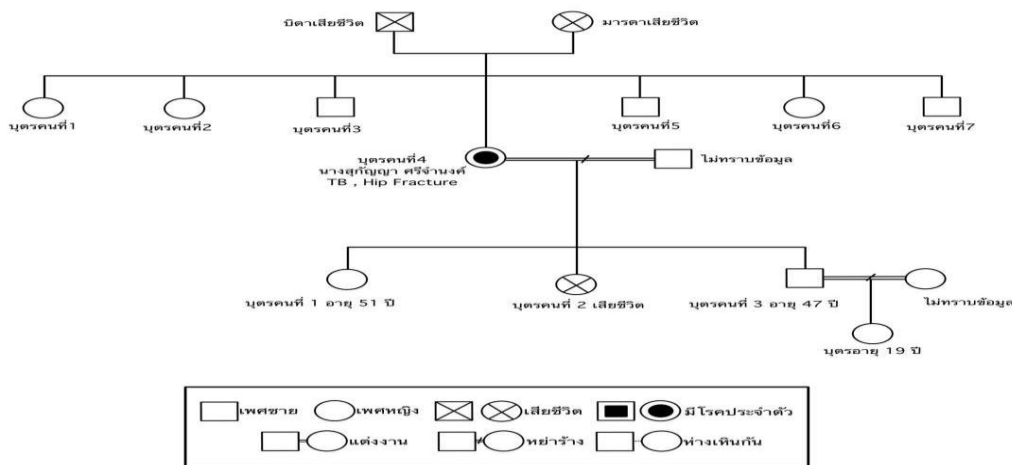 บิดาเสียชีวิต
มารดาเสียชีวิต
บุตรคนที่1
บุตรคนที่2
บุตรคนที่3
บุตรคนที่5
บุตรคนที่6
บุตรคนที่7
บุตรคนที่4
นางสุกัญญา ศรีจำนงค์
TB , Hip Fracture
ไม่ทราบข้อมูล
บุตรคนที่ 1 อายุ 51 ปี
บุตรคนที่ 2 เสียชีวิต
บุตรคนที่ 3 อายุ 47 ปี
ไม่ทราบข้อมูล
บุตรอายุ 19 ปี
เพศชาย
เพศหญิง
เสียชีวิต
มีโรคประจำตัว
แต่งงาน
หย่าร้าง
ห่างเหินกัน